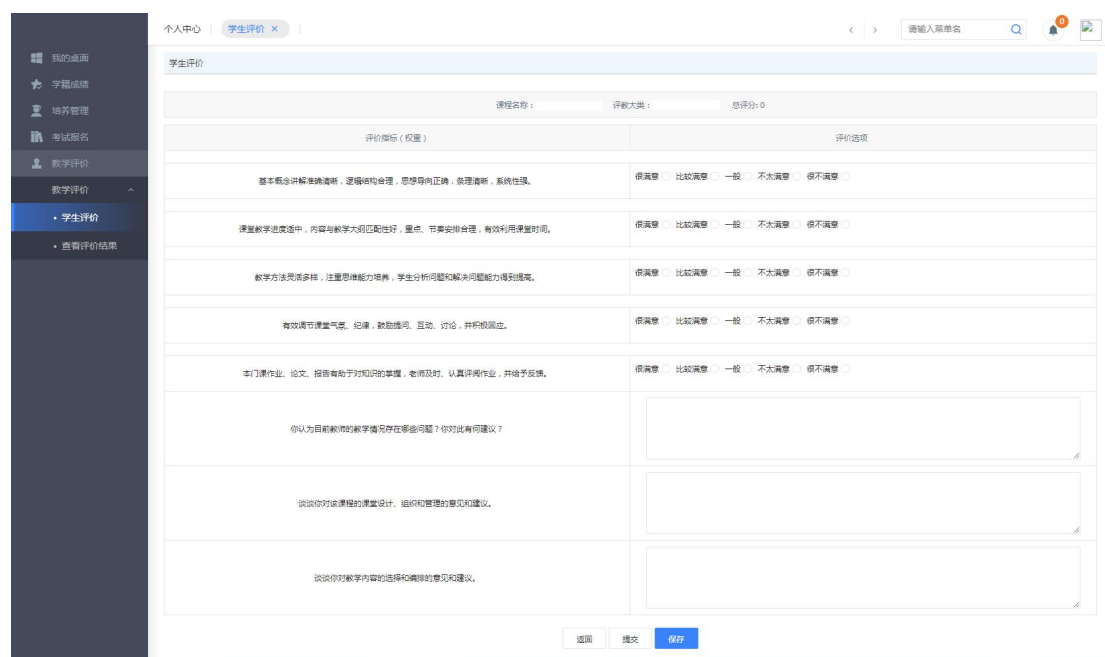 个人中心
学生评价 ×
请输入菜单名
0
我的桌面
学籍成绩
培养管理
考试报名
教学评价
教学评价
学生评价
查看评价结果
学生评价
课程名称: 评教大类: 总评分: 0
评价指标(权重) 评价选项
基本概念讲解准确清晰,逻辑结构合理,思想导向正确,条理清晰,系统性强。 很满意 比较满意 一般 不太满意 很不满意
课堂教学进度适中,内容与教学大纲匹配性好,重点、节奏安排合理,有效利用课堂时间。 很满意 比较满意 一般 不太满意 很不满意
教学方法灵活多样,注重思维能力培养,学生分析问题和解决问题能力得到提高。 很满意 比较满意 一般 不太满意 很不满意
有效调节课堂气氛、纪律,鼓励提问、互动、讨论,并积极回应。 很满意 比较满意 一般 不太满意 很不满意
本门课作业、论文、报告有助于对知识的掌握,老师及时、认真评阅作业,并给予反馈。 很满意 比较满意 一般 不太满意 很不满意
你认为目前教师的教学情况存在哪些问题?你对此有何建议?
谈谈你对该课程的课堂设计、组织和管理的意见和建议。
谈谈你对教学内容的选择和编排的意见和建议。
返回 提交 保存